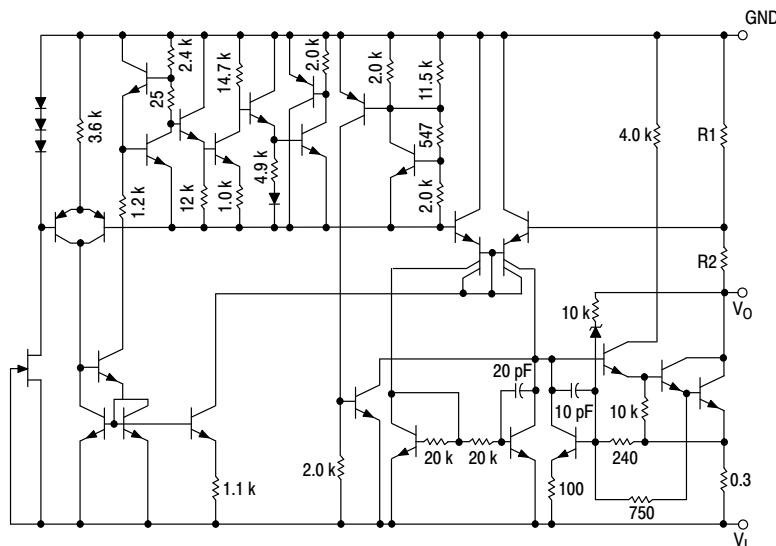 GND
2.4 k
14.7 k
2.0 k
2.0 k
11.5 k
25
3.6 k
547
4.0 k
R1
4.9 k
1.2 k
12 k
1.0 k
2.0 k
R2
V_O
10 k
20 pF
10 pF
10 k
20 k
20 k
240
2.0 k
1.1 k
100
0.3
750
V_I